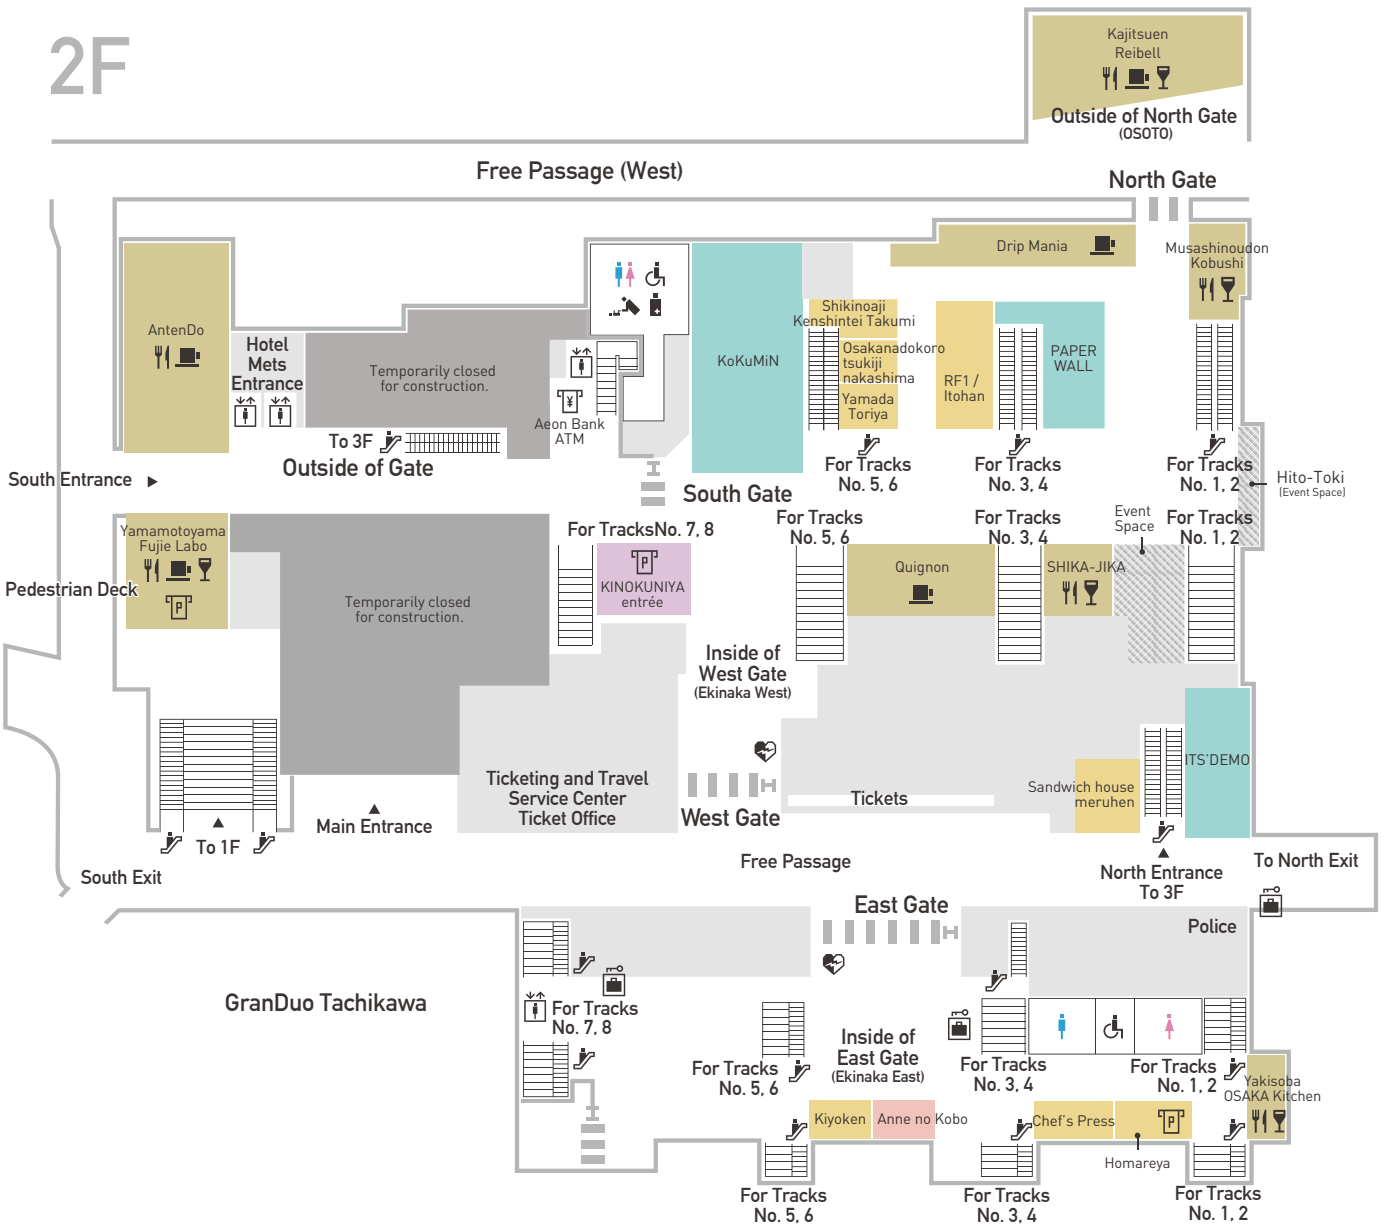 2F
Kajitsuen
Reibell
Outside of North Gate
(OSOTO)
Free Passage (West)
North Gate
Drip Mania
Musashinoudon
Kobushi
AntenDo
Hotel
Mets
Entrance
Temporarily closed
for construction.
¥
Aeon Bank
ATM
To 3F
Outside of Gate
KoKuMiN
Shikinoaji
Kenshintei Takumi
Osakanadokoro
tsukiji
nakashima
Yamada
Toriya
RF1 /
Itohan
PAPER
WALL
For Tracks
No. 5, 6
For Tracks
No. 3, 4
For Tracks
No. 1, 2
Hito-Toki
(Event Space)
South Entrance
South Gate
Yamamotoyama
Fujie Labo
P
Pedestrian Deck
Temporarily closed
for construction.
For TracksNo. 7, 8
P
KINOKUNIYA
entrée
For Tracks
No. 5, 6
For Tracks
No. 3, 4
Event
Space
For Tracks
No. 1, 2
Quignon
SHIKA-JIKA
Inside of
West Gate
(Ekinaka West)
ITS'DEMO
Sandwich house
meruhen
Ticketing and Travel
Service Center
Ticket Office
Tickets
West Gate
Main Entrance
To 1F
South Exit
Free Passage
North Entrance
To 3F
To North Exit
East Gate
Police
GranDuo Tachikawa
For Tracks
No. 7, 8
Inside of
East Gate
(Ekinaka East)
For Tracks
No. 5, 6
For Tracks
No. 3, 4
For Tracks
No. 1, 2
Yakisoba
OSAKA Kitchen
Kiyoken
Anne no Kobo
Chef's Press
P
Homareya
For Tracks
No. 5, 6
For Tracks
No. 3, 4
For Tracks
No. 1, 2